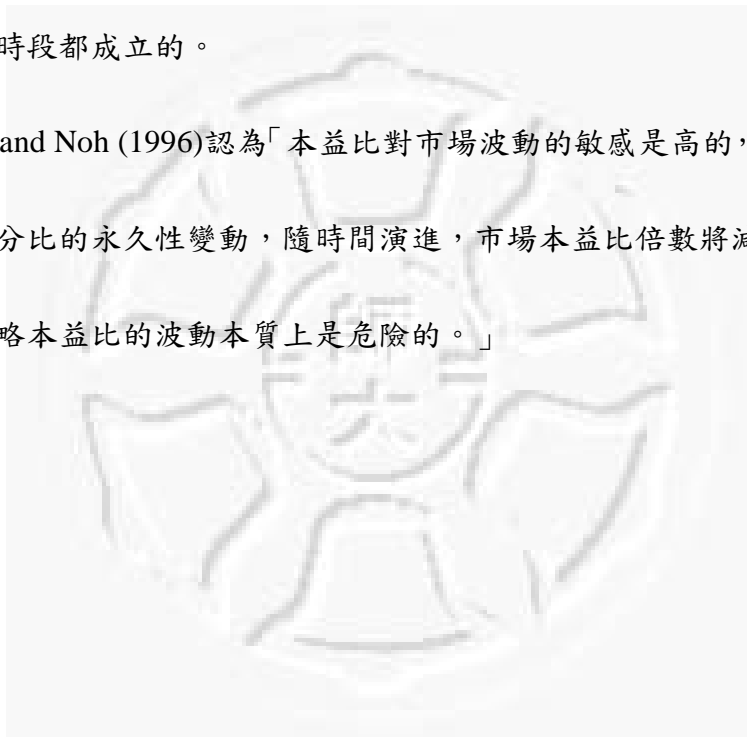 時段都成立的。
and Noh (1996)認為「本益比對市場波動的敏感是高的，
分比的永久性變動，隨時間演進，市場本益比倍數將減
略本益比的波動本質上是危險的。」
師大